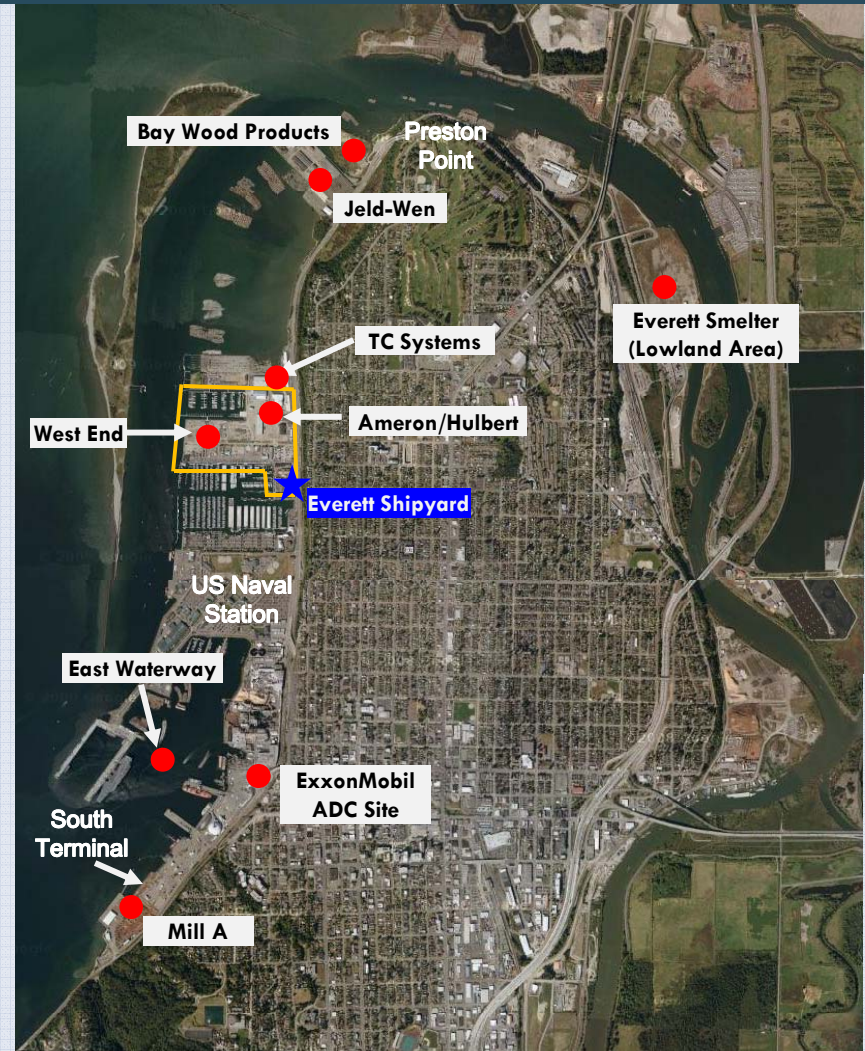 Bay Wood Products
Preston
Point
Jeld-Wen
Everett Smelter
(Lowland Area)
TC Systems
Ameron/Hulbert
West End
Everett Shipyard
US Naval
Station
East Waterway
ExxonMobil
ADC Site
South
Terminal
Mill A